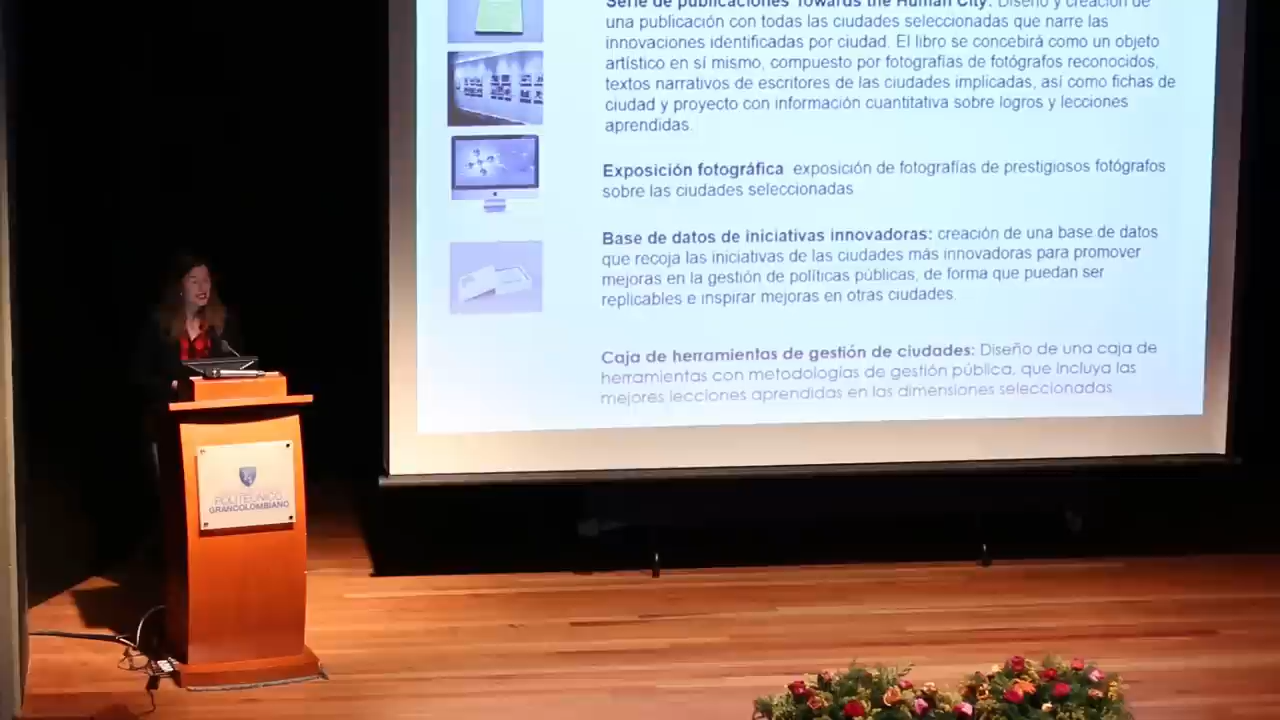 Serie de publicaciones Towards the Human City: Diseño y creación de
una publicación con todas las ciudades seleccionadas que narre las
innovaciones identificadas por ciudad. El libro se concebirá como un objeto
artístico en sí mismo, compuesto por fotografías de fotógrafos reconocidos,
textos narrativos de escritores de las ciudades implicadas, así como fichas de
ciudad y proyecto con información cuantitativa sobre logros y lecciones
aprendidas.
Exposición fotográfica exposición de fotografías de prestigiosos fotógrafos
sobre las ciudades seleccionadas
Base de datos de iniciativas innovadoras: creación de una base de datos
que recoja las iniciativas de las ciudades más innovadoras para promover
mejoras en la gestión de políticas públicas, de forma que puedan ser
replicables e inspirar mejoras en otras ciudades.
Caja de herramientas de gestión de ciudades: Diseño de una caja de
herramientas con metodologías de gestión pública, que incluya las
mejores lecciones aprendidas en las dimensiones seleccionadas
POLITÉCNICO
GRANCOLOMBIANO